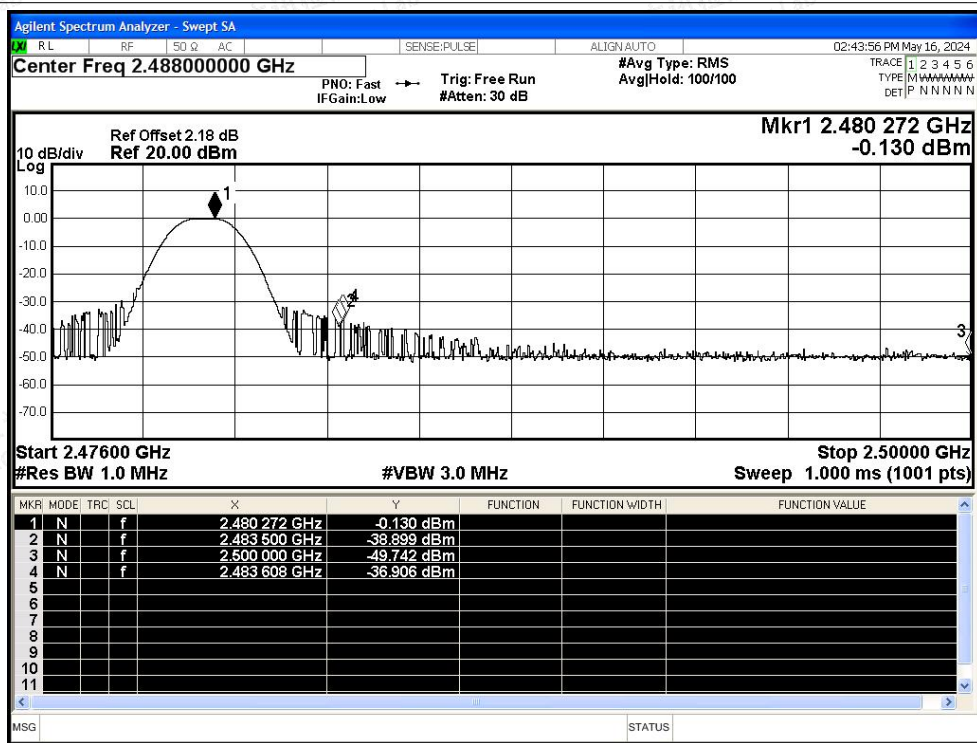 Agilent Spectrum Analyzer - Swept SA
LXI RL RF 50 Ω AC SENSE:PULSE ALIGN AUTO 02:43:56 PM May 16, 2024
Center Freq 2.488000000 GHz
PNO: Fast Trig: Free Run #Avg Type: RMS TRACE 1 2 3 4 5 6
IFGain:Low #Atten: 30 dB Avg|Hold: 100/100 TYPE M
DET P N N N N N
Ref Offset 2.18 dB Mkr1 2.480 272 GHz
10 dB/div Ref 20.00 dBm -0.130 dBm
Log
10.0
1
0.00
-10.0
-20.0
-30.0
-40.0
3
-50.0
-60.0
-70.0
Start 2.47600 GHz Stop 2.50000 GHz
#Res BW 1.0 MHz #VBW 3.0 MHz Sweep 1.000 ms (1001 pts)
MKR MODE TRC SCL X Y FUNCTION FUNCTION WIDTH FUNCTION VALUE
1 N f 2.480 272 GHz -0.130 dBm
2 N f 2.483 500 GHz -38.899 dBm
3 N f 2.500 000 GHz -49.742 dBm
4 N f 2.483 608 GHz -36.906 dBm
5
6
7
8
9
10
11
MSG STATUS